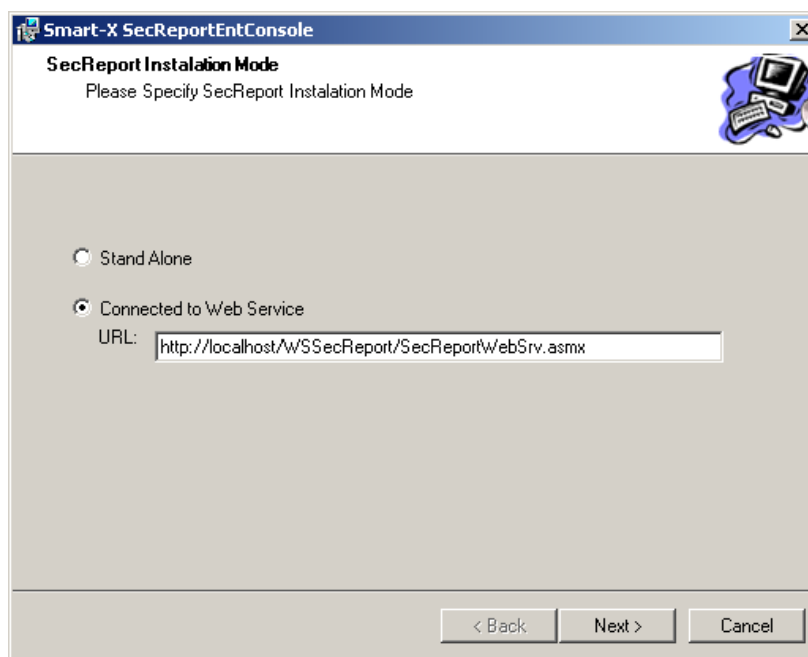 Smart-X SecReportEntConsole
SecReport Instalation Mode
Please Specify SecReport Instalation Mode
Stand Alone
Connected to Web Service
URL: http://localhost/WSSecReport/SecReportWebSrv.asmx
< Back Next > Cancel